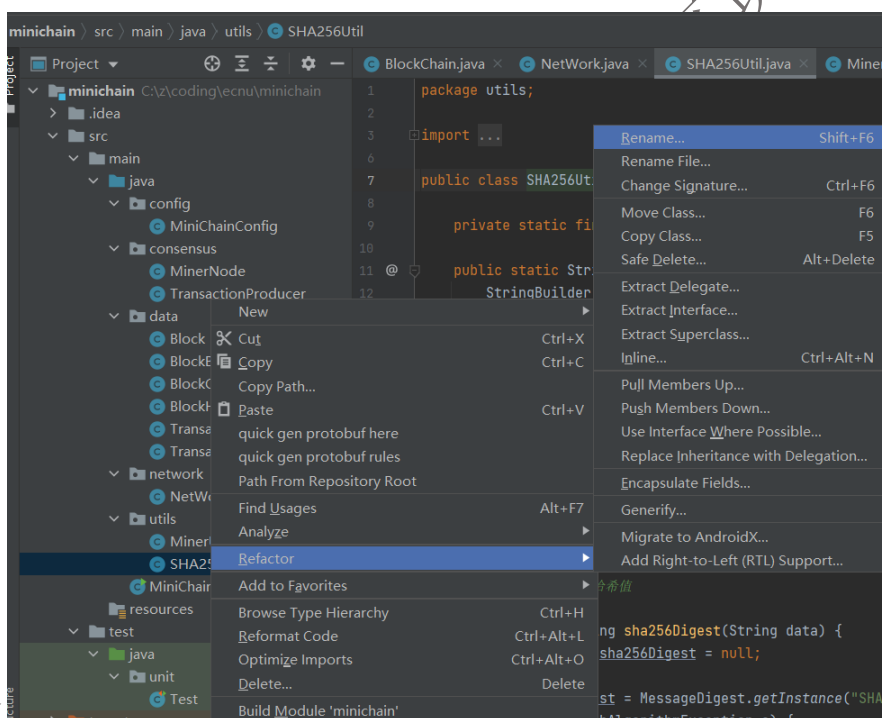 minichain > src > main > java > utils > SHA256Util
Project
BlockChain.java
NetWork.java
SHA256Util.java
Miner
Project
minichain C:\z\coding\ecnu\minichain
.idea
src
main
java
config
MiniChainConfig
consensus
MinerNode
TransactionProducer
data
Block
network
utils
MiniChain
resources
test
java
unit
Test
1 package utils;
2
3 import ...
6
7 public class SHA256Ut
8
9 private static fi
10
11 @ public static Str
12 StringBuilder
New
Cut Ctrl+X
Copy Ctrl+C
Copy Path...
Paste Ctrl+V
quick gen protobuf here
quick gen protobuf rules
Path From Repository Root
Find Usages Alt+F7
Analyze
Refactor
Add to Favorites
Browse Type Hierarchy Ctrl+H
Reformat Code Ctrl+Alt+L
Optimize Imports Ctrl+Alt+O
Delete... Delete
Build Module 'minichain'
Rename... Shift+F6
Rename File...
Change Signature... Ctrl+F6
Move Class... F6
Copy Class... F5
Safe Delete... Alt+Delete
Extract Delegate...
Extract Interface...
Extract Superclass...
Inline... Ctrl+Alt+N
Pull Members Up...
Push Members Down...
Use Interface Where Possible...
Replace Inheritance with Delegation...
Encapsulate Fields...
Generify...
Migrate to AndroidX...
Add Right-to-Left (RTL) Support...
哈希值
ng sha256Digest(String data) {
sha256Digest = null;
st = MessageDigest.getInstance("SHA